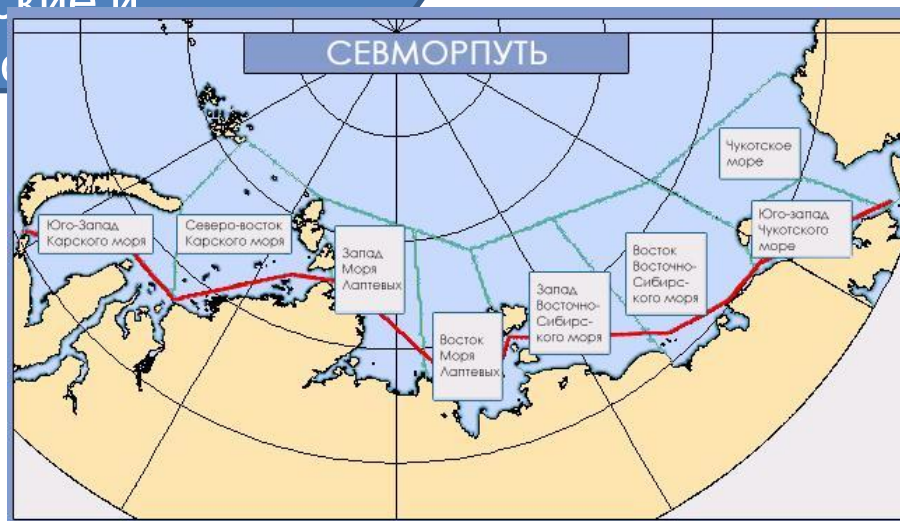 СЕВМОРПУТЬ
Чукотское
море
Юго-Запад
Карского моря
Северо-восток
Карского моря
Запад
Моря
Лаптевых
Восток
Моря
Лаптевых
Запад
Восточно-
Сибирс-
кого моря
Восток
Восточно-
Сибирс-
кого моря
Юго-запад
Чукотского
моря